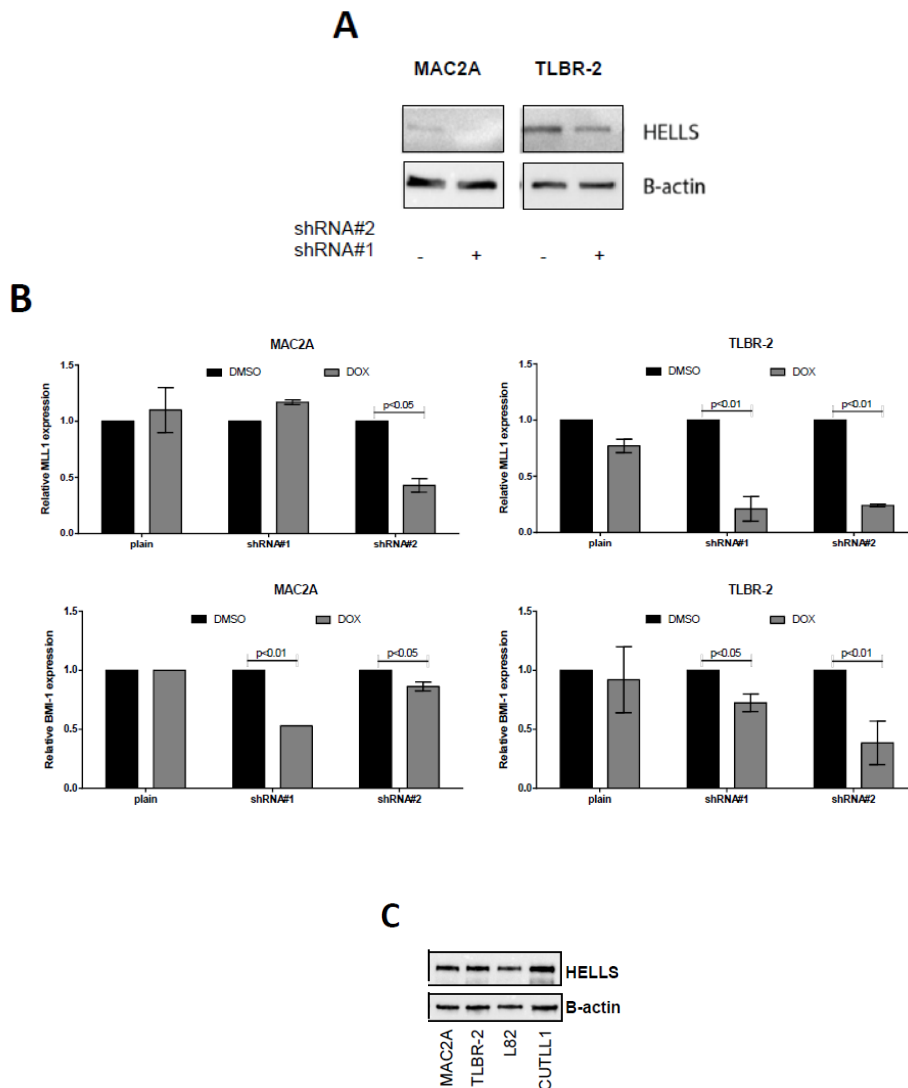 A
MAC2A TLBR-2
HELLS
B-actin
shRNA#2
shRNA#1 - + - +
B
MAC2A
1.5
1.0
0.5
0.0
Relative MLL1 expression
DMSO DOX
p<0.05
plain shRNA#1 shRNA#2
TLBR-2
1.5
1.0
0.5
0.0
Relative MLL1 expression
DMSO DOX
p<0.01 p<0.01
plain shRNA#1 shRNA#2
MAC2A
1.5
1.0
0.5
0.0
Relative BMI-1 expression
DMSO DOX
p<0.01 p<0.05
plain shRNA#1 shRNA#2
TLBR-2
1.5
1.0
0.5
0.0
Relative BMI-1 expression
DMSO DOX
p<0.05 p<0.01
plain shRNA#1 shRNA#2
C
HELLS
B-actin
MAC2A
TLBR-2
L82
CUTLL1